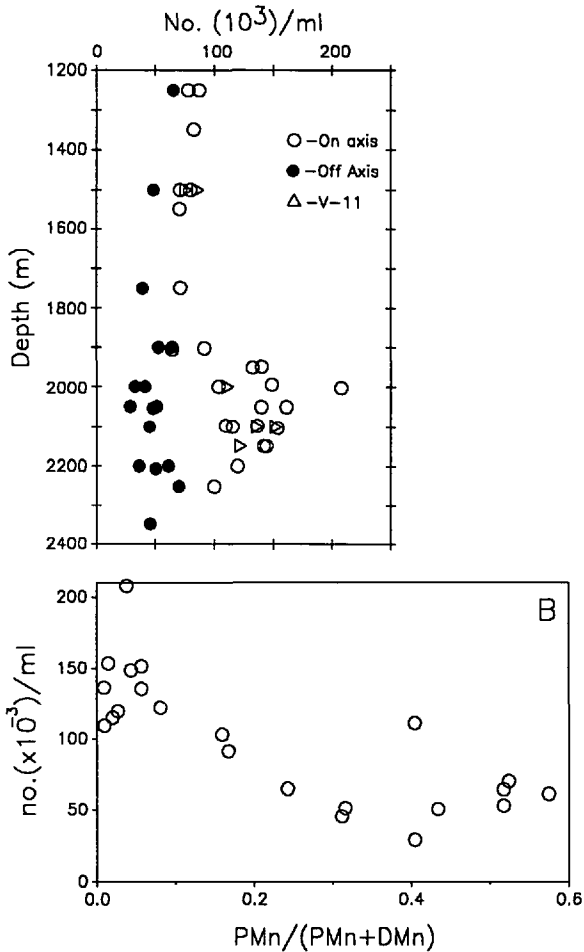 No. (10³)/ml
0 100 200
Depth (m)
1200
1400
1600
1800
2000
2200
2400
○-On axis
●-Off Axis
△-V-11
no.(x10⁻³)/ml
200
150
100
50
0
B
0.0 0.2 0.4 0.6
PMn/(PMn+DMn)